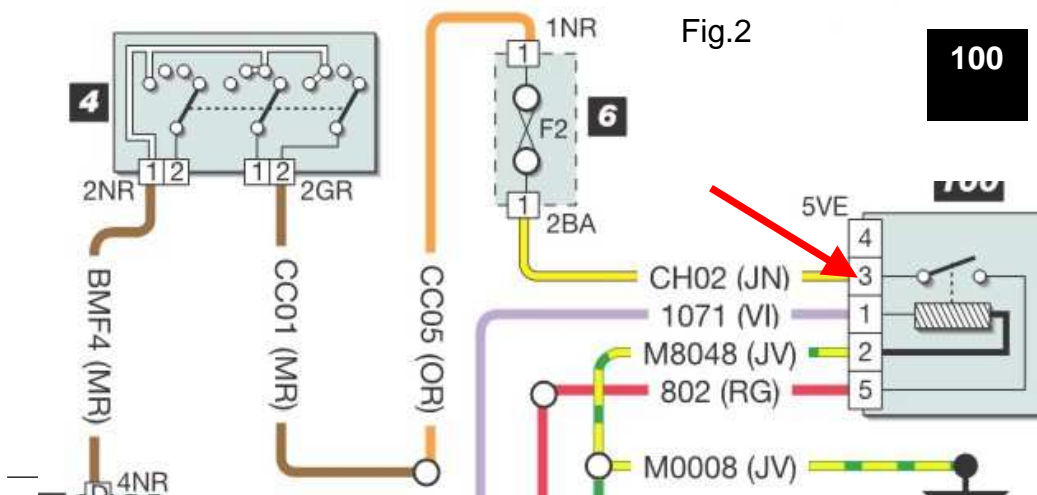 Fig.2
100
1NR
1
F2
6
1
2BA
4
1 2
2NR
1 2
2GR
BMF4 (MR)
CC01 (MR)
CC05 (OR)
5VE
100
4
CH02 (JN)
3
1071 (VI)
1
M8048 (JV)
2
802 (RG)
5
M0008 (JV)
4NR
D